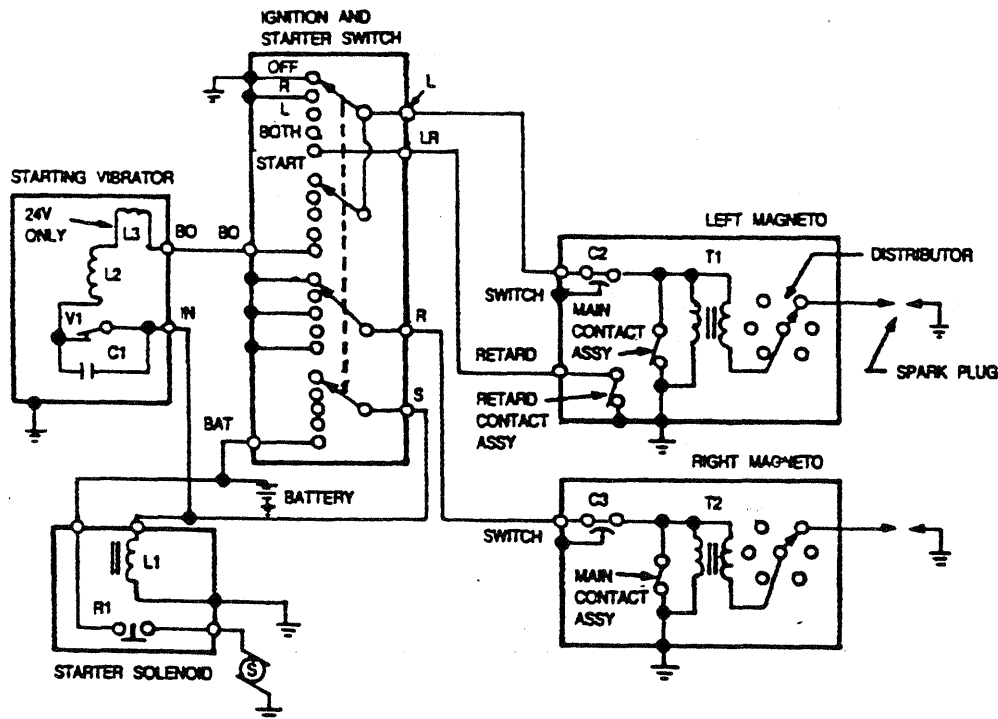 IGNITION AND
STARTER SWITCH
OFF
R
L
BOTH
START
L
LR
STARTING VIBRATOR
24V
ONLY
L3
L2
V1
C1
BO
BO
IN
R
S
BAT
BATTERY
LEFT MAGNETO
C2
T1
DISTRIBUTOR
SWITCH
MAIN
CONTACT
ASSY
RETARD
RETARD
CONTACT
ASSY
SPARK PLUG
RIGHT MAGNETO
C3
T2
SWITCH
MAIN
CONTACT
ASSY
L1
R1
S
STARTER SOLENOID